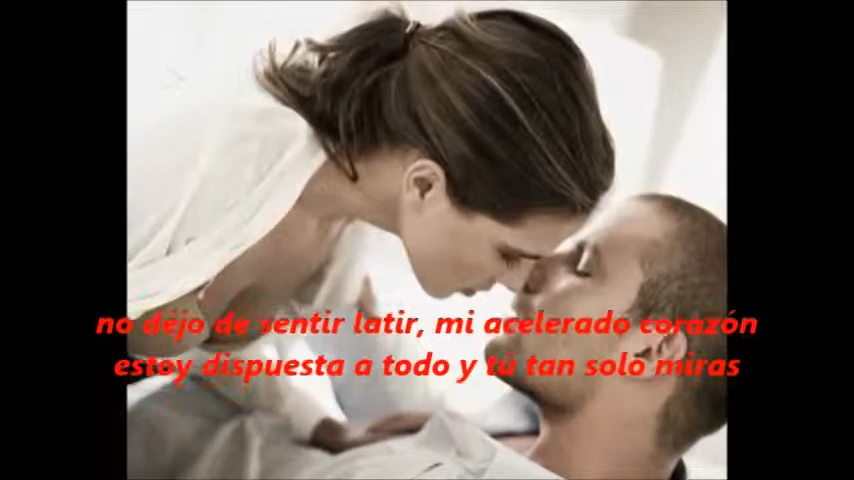 no dejo de sentir latir, mi acelerado corazón
estoy dispuesta a todo y tú tan solo miras